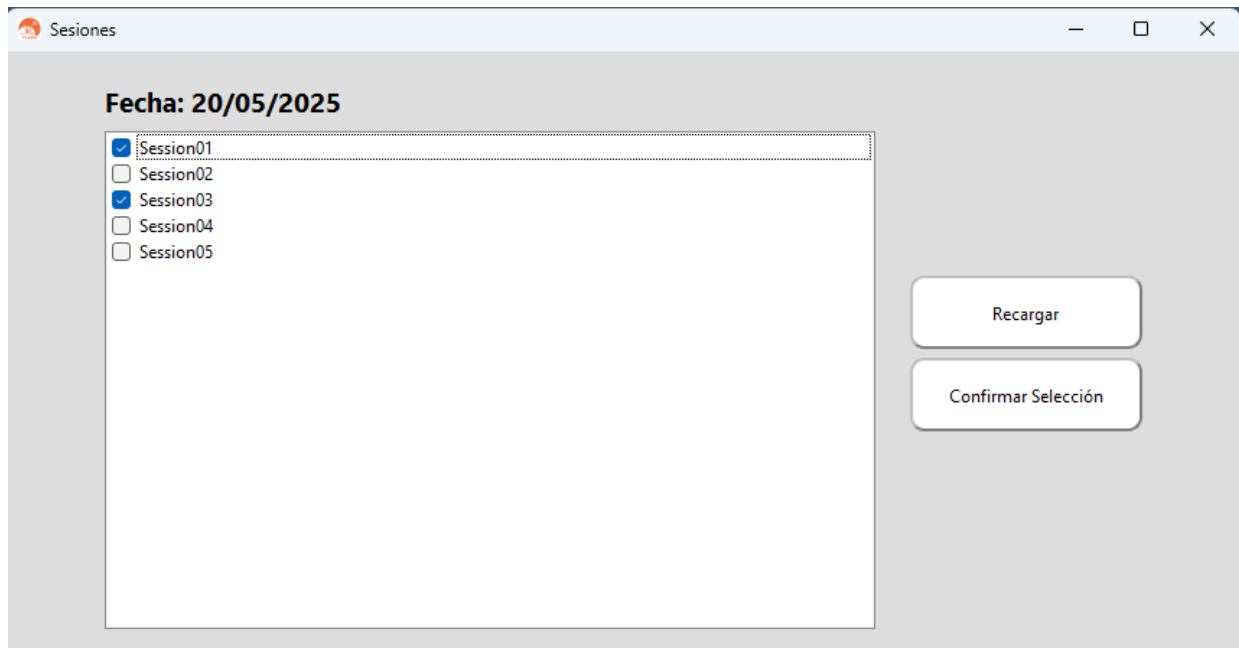 Sesiones
Fecha: 20/05/2025
Session01
Session02
Session03
Session04
Session05
Recargar
Confirmar Selección